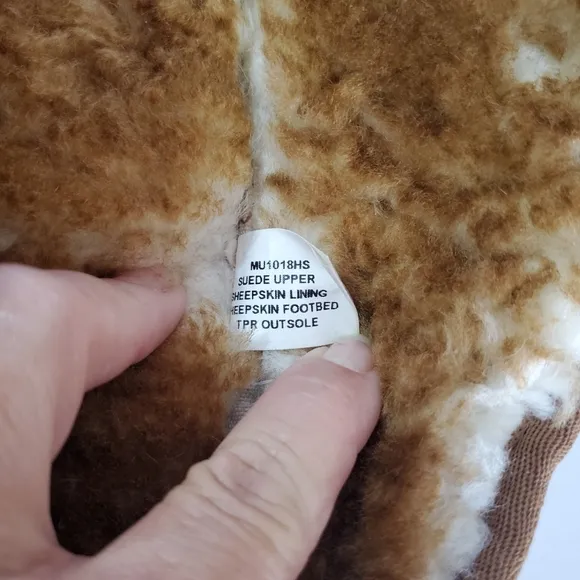 MU1018HS
SUEDE UPPER
SHEEPSKIN LINING
HEEPSKIN FOOTBED
TPR OUTSOLE